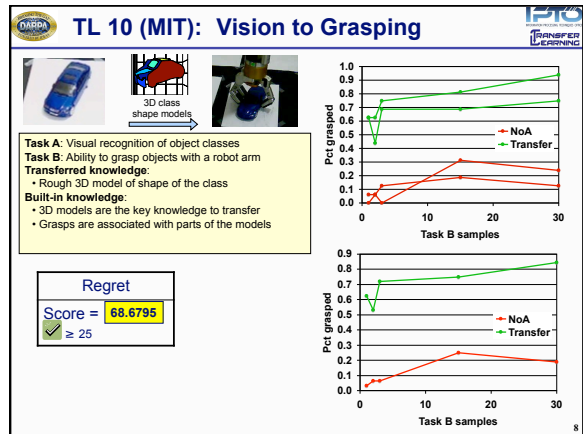 DARPA
TL 10 (MIT): Vision to Grasping
IPTO
TRANSFER
LEARNING
3D class
shape models
Task A: Visual recognition of object classes
Task B: Ability to grasp objects with a robot arm
Transferred knowledge:
• Rough 3D model of shape of the class
Built-in knowledge:
• 3D models are the key knowledge to transfer
• Grasps are associated with parts of the models
Regret
Score = 68.6795
≥ 25
Pct grasped
1.0
0.9
0.8
0.7
0.6
0.5
0.4
0.3
0.2
0.1
0.0
0
10
20
30
Task B samples
NoA
Transfer
Pct grasped
0.9
0.8
0.7
0.6
0.5
0.4
0.3
0.2
0.1
0.0
0
10
20
30
Task B samples
NoA
Transfer
8